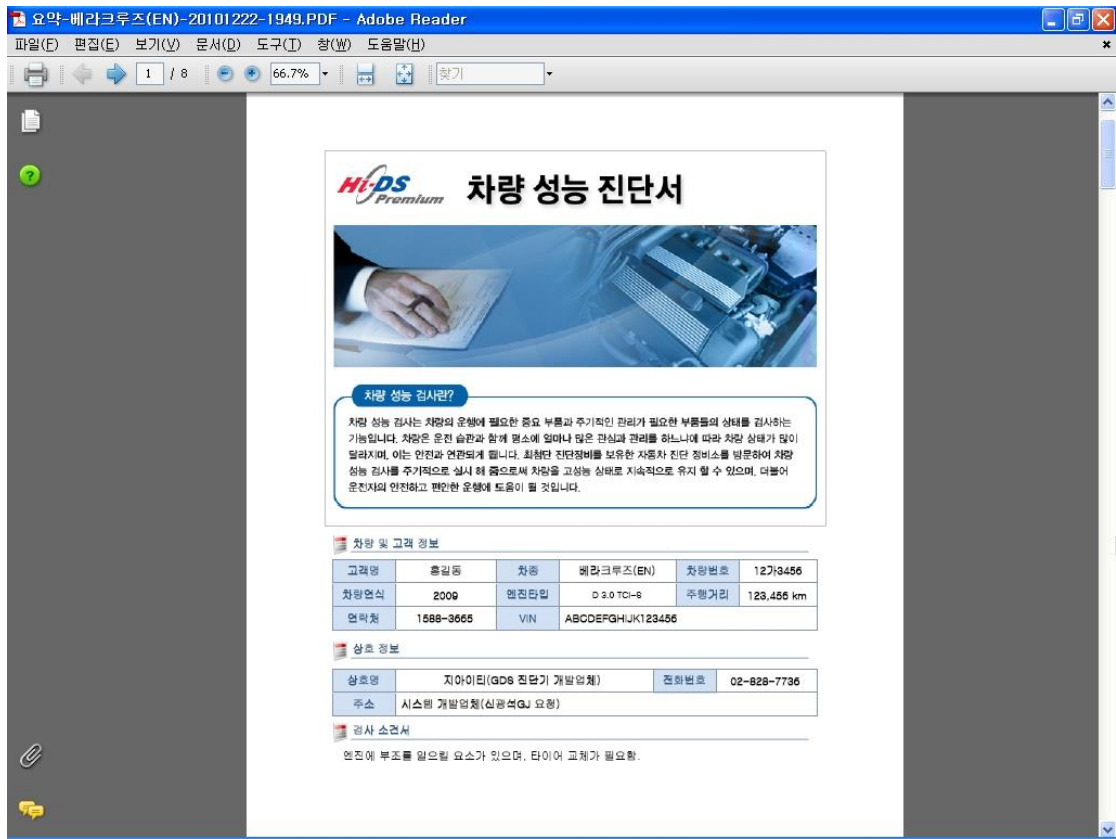 요약-베라크루즈(EN)-20101222-1949.PDF - Adobe Reader
파일(F) 편집(E) 보기(V) 문서(D) 도구(T) 창(W) 도움말(H)
1 / 8 66.7% 찾기
Hi-DS Premium 차량 성능 진단서
차량 성능 검사란?
차량 성능 검사는 차량의 운행에 필요한 중요 부품과 주기적인 관리가 필요한 부품들의 상태를 검사하는
기능입니다. 차량은 운전 습관과 함께 평소에 얼마나 많은 관심과 관리를 하느냐에 따라 차량 상태가 많이
달라지며, 이는 안전과 연관되게 됩니다. 최첨단 진단장비를 보유한 자동차 진단 정비소를 방문하여 차량
성능 검사를 주기적으로 실시 해 줌으로써 차량을 고성능 상태로 지속적으로 유지 할 수 있으며, 더불어
운전자의 안전하고 편안한 운행에 도움이 될 것입니다.
차량 및 고객 정보
고객명 홍길동 차종 베라크루즈(EN) 차량번호 12가3456
차량연식 2009 엔진타입 D 3.0 TCI-S 주행거리 123,456 km
연락처 1588-3665 VIN ABCDEFGHIJK123456
상호 정보
상호명 지아이티(GDS 진단기 개발업체) 전화번호 02-828-7736
주소 시스템 개발업체(심광석GJ 요청)
검사 소견서
엔진에 부조를 일으킬 요소가 있으며, 타이어 교체가 필요함.